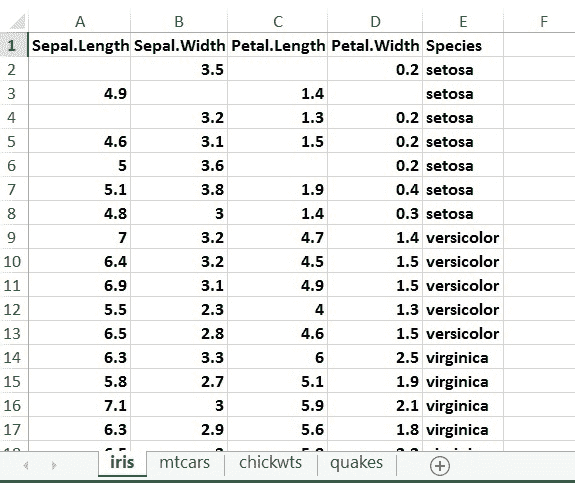 A B C D E F
1 Sepal.Length Sepal.Width Petal.Length Petal.Width Species
2 3.5 0.2 setosa
3 4.9 1.4 setosa
4 3.2 1.3 0.2 setosa
5 4.6 3.1 1.5 0.2 setosa
6 5 3.6 0.2 setosa
7 5.1 3.8 1.9 0.4 setosa
8 4.8 3 1.4 0.3 setosa
9 7 3.2 4.7 1.4 versicolor
10 6.4 3.2 4.5 1.5 versicolor
11 6.9 3.1 4.9 1.5 versicolor
12 5.5 2.3 4 1.3 versicolor
13 6.5 2.8 4.6 1.5 versicolor
14 6.3 3.3 6 2.5 virginica
15 5.8 2.7 5.1 1.9 virginica
16 7.1 3 5.9 2.1 virginica
17 6.3 2.9 5.6 1.8 virginica
iris mtcars chickwts quakes